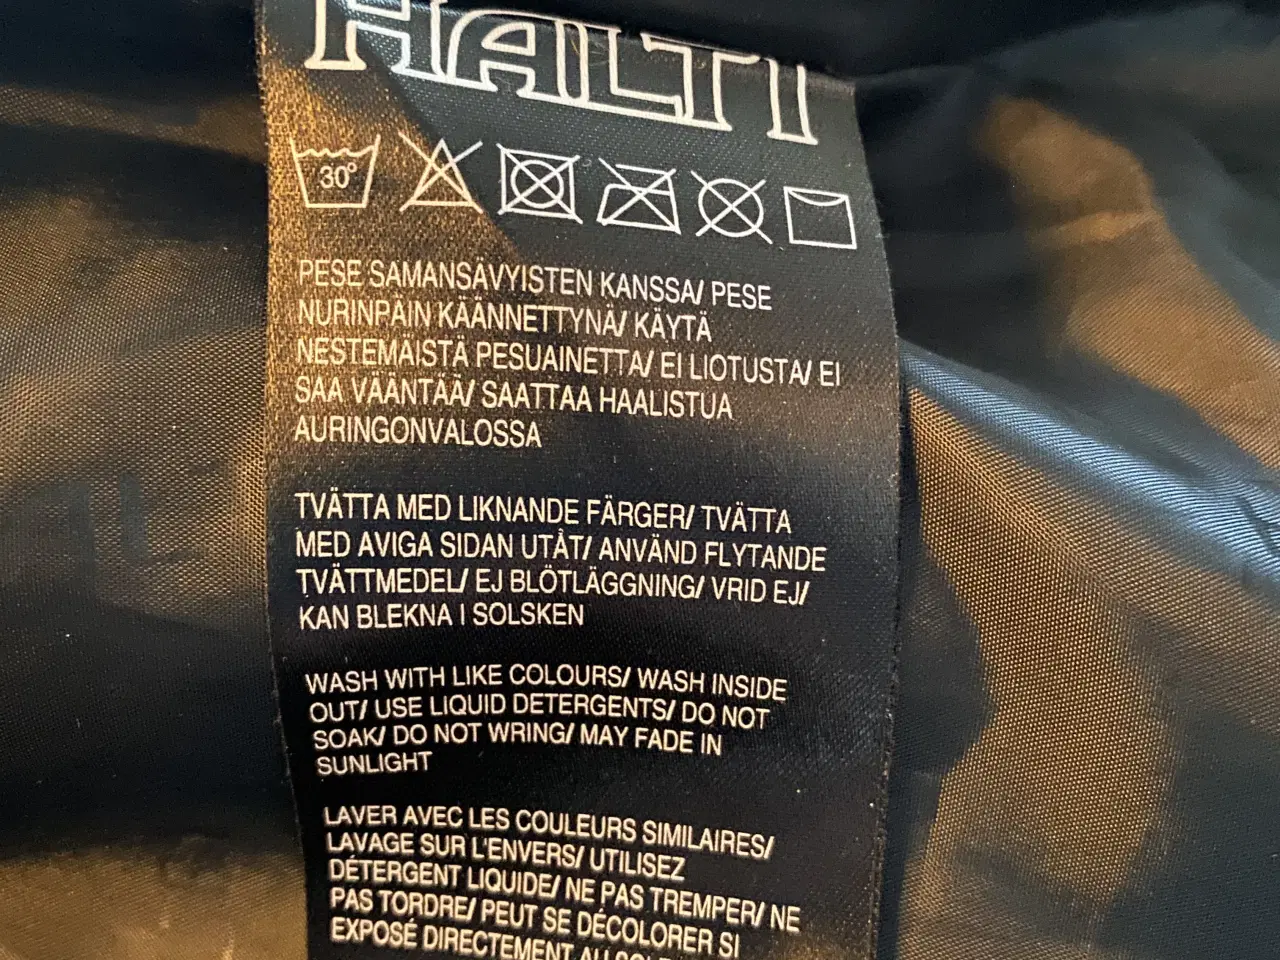 HALTI
30°
PESE SAMANSÄVYISTEN KANSSA/ PESE
NURINPÄIN KÄÄNNETTYNÄ/ KÄYTÄ
NESTEMAISTÄ PESUAINETTA/ EI LIOTUSTA/ EI
SAA VÄÄNTÄÄ/ SAATTAA HAALISTUA
AURINGONVALOSSA
TVÄTTA MED LIKNANDE FÄRGER/ TVÄTTA
MED AVIGA SIDAN UTÅT/ ANVÄND FLYTANDE
TVÄTTMEDEL/ EJ BLÖTLÄGGNING/ VRID EJ/
KAN BLEKNA I SOLSKEN
WASH WITH LIKE COLOURS/ WASH INSIDE
OUT/ USE LIQUID DETERGENTS/ DO NOT
SOAK/ DO NOT WRING/ MAY FADE IN
SUNLIGHT
LAVER AVEC LES COULEURS SIMILAIRES/
LAVAGE SUR L'ENVERS/ UTILISEZ
DÉTERGENT LIQUIDE/ NE PAS TREMPER/ NE
PAS TORDRE/ PEUT SE DÉCOLORER SI
EXPOSÉ DIRECTEMENT AU